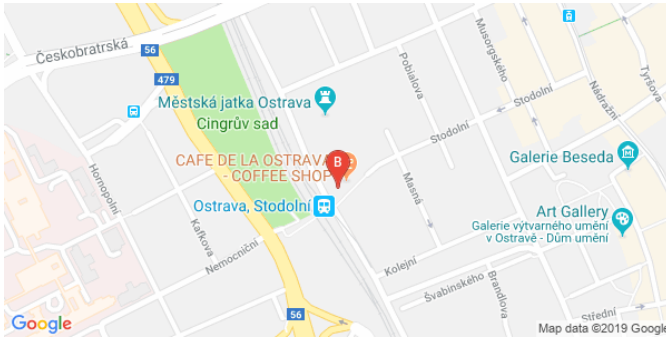 Českobratrská
56
479
Městská jatka Ostrava
Cingrův sad
CAFE DE LA OSTRAVA
- COFFEE SHOP
B
Ostrava, Stodolní
Hornopolní
Kafkova
Nemocniční
56
Poblalova
Musorgského
Stodolní
Nádražní
Tyršova
Masná
Galerie Beseda
Art Gallery
Galerie výtvarného umění
v Ostravě - Dům umění
Kolejní
Švabinského
Brandlova
Střední
Google
Map data ©2019 Google